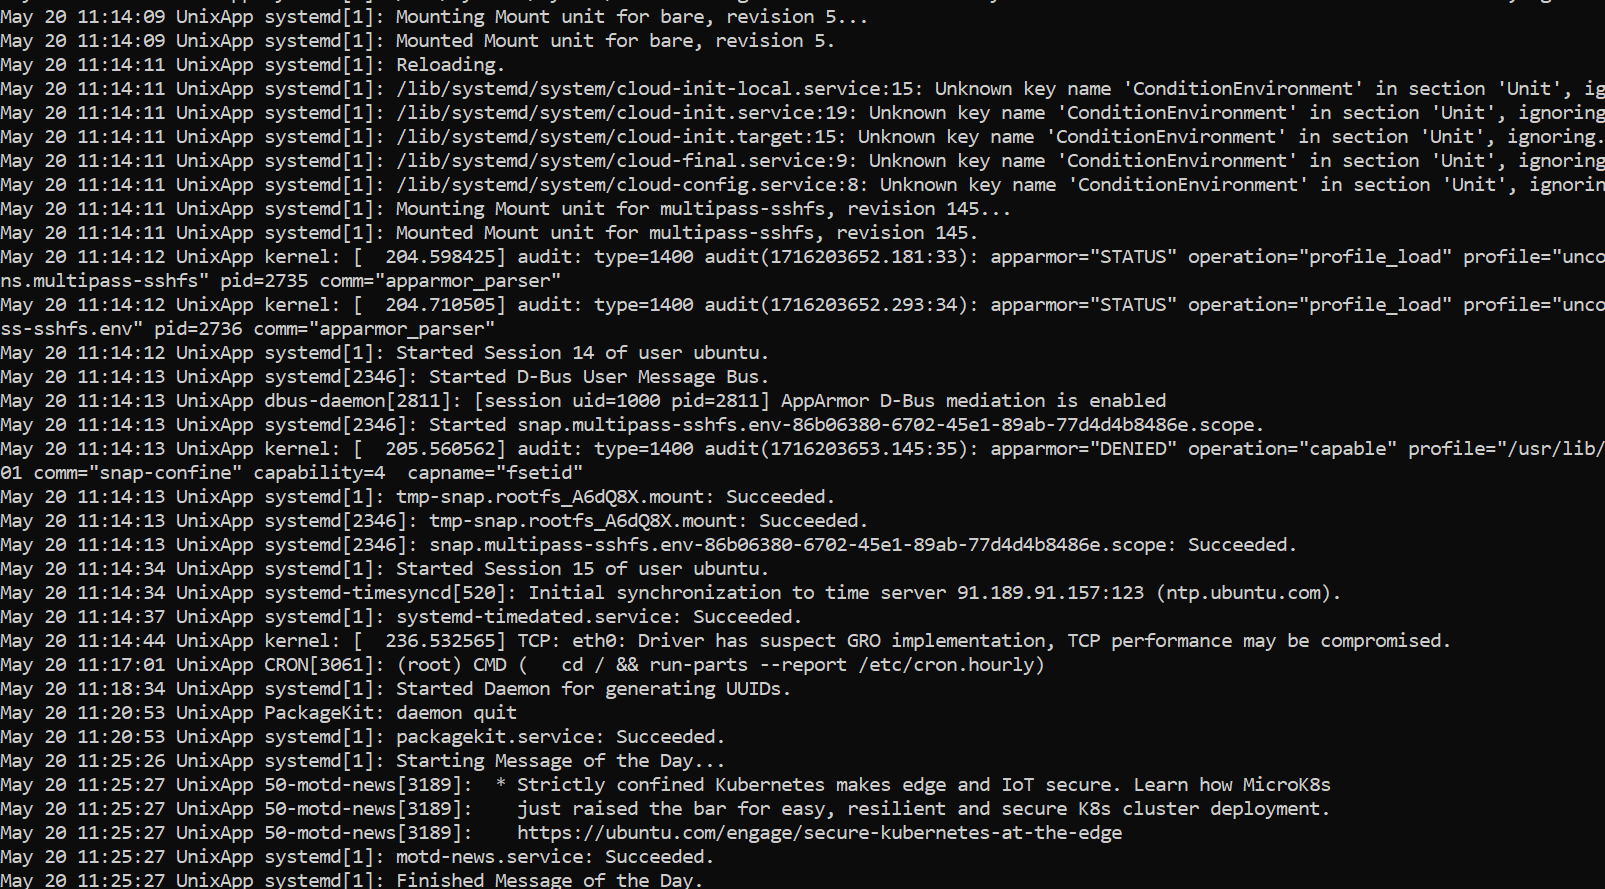 May 20 11:14:09 UnixApp systemd[1]: Mounting Mount unit for bare, revision 5...
May 20 11:14:09 UnixApp systemd[1]: Mounted Mount unit for bare, revision 5.
May 20 11:14:11 UnixApp systemd[1]: Reloading.
May 20 11:14:11 UnixApp systemd[1]: /lib/systemd/system/cloud-init-local.service:15: Unknown key name 'ConditionEnvironment' in section 'Unit', ig
May 20 11:14:11 UnixApp systemd[1]: /lib/systemd/system/cloud-init.service:19: Unknown key name 'ConditionEnvironment' in section 'Unit', ignoring
May 20 11:14:11 UnixApp systemd[1]: /lib/systemd/system/cloud-init.target:15: Unknown key name 'ConditionEnvironment' in section 'Unit', ignoring.
May 20 11:14:11 UnixApp systemd[1]: /lib/systemd/system/cloud-final.service:9: Unknown key name 'ConditionEnvironment' in section 'Unit', ignoring
May 20 11:14:11 UnixApp systemd[1]: /lib/systemd/system/cloud-config.service:8: Unknown key name 'ConditionEnvironment' in section 'Unit', ignorin
May 20 11:14:11 UnixApp systemd[1]: Mounting Mount unit for multipass-sshfs, revision 145...
May 20 11:14:11 UnixApp systemd[1]: Mounted Mount unit for multipass-sshfs, revision 145.
May 20 11:14:12 UnixApp kernel: [  204.598425] audit: type=1400 audit(1716203652.181:33): apparmor="STATUS" operation="profile_load" profile="unco
ns.multipass-sshfs" pid=2735 comm="apparmor_parser"
May 20 11:14:12 UnixApp kernel: [  204.710505] audit: type=1400 audit(1716203652.293:34): apparmor="STATUS" operation="profile_load" profile="unco
ss-sshfs.env" pid=2736 comm="apparmor_parser"
May 20 11:14:12 UnixApp systemd[1]: Started Session 14 of user ubuntu.
May 20 11:14:13 UnixApp systemd[2346]: Started D-Bus User Message Bus.
May 20 11:14:13 UnixApp dbus-daemon[2811]: [session uid=1000 pid=2811] AppArmor D-Bus mediation is enabled
May 20 11:14:13 UnixApp systemd[2346]: Started snap.multipass-sshfs.env-86b06380-6702-45e1-89ab-77d4d4b8486e.scope.
May 20 11:14:13 UnixApp kernel: [  205.560562] audit: type=1400 audit(1716203653.145:35): apparmor="DENIED" operation="capable" profile="/usr/lib/
01 comm="snap-confine" capability=4  capname="fsetid"
May 20 11:14:13 UnixApp systemd[1]: tmp-snap.rootfs_A6dQ8X.mount: Succeeded.
May 20 11:14:13 UnixApp systemd[2346]: tmp-snap.rootfs_A6dQ8X.mount: Succeeded.
May 20 11:14:13 UnixApp systemd[2346]: snap.multipass-sshfs.env-86b06380-6702-45e1-89ab-77d4d4b8486e.scope: Succeeded.
May 20 11:14:34 UnixApp systemd[1]: Started Session 15 of user ubuntu.
May 20 11:14:34 UnixApp systemd-timesyncd[520]: Initial synchronization to time server 91.189.91.157:123 (ntp.ubuntu.com).
May 20 11:14:37 UnixApp systemd[1]: systemd-timedated.service: Succeeded.
May 20 11:14:44 UnixApp kernel: [  236.532565] TCP: eth0: Driver has suspect GRO implementation, TCP performance may be compromised.
May 20 11:17:01 UnixApp CRON[3061]: (root) CMD (   cd / && run-parts --report /etc/cron.hourly)
May 20 11:18:34 UnixApp systemd[1]: Started Daemon for generating UUIDs.
May 20 11:20:53 UnixApp PackageKit: daemon quit
May 20 11:20:53 UnixApp systemd[1]: packagekit.service: Succeeded.
May 20 11:25:26 UnixApp systemd[1]: Starting Message of the Day...
May 20 11:25:27 UnixApp 50-motd-news[3189]:  * Strictly confined Kubernetes makes edge and IoT secure. Learn how MicroK8s
May 20 11:25:27 UnixApp 50-motd-news[3189]:    just raised the bar for easy, resilient and secure K8s cluster deployment.
May 20 11:25:27 UnixApp 50-motd-news[3189]:    https://ubuntu.com/engage/secure-kubernetes-at-the-edge
May 20 11:25:27 UnixApp systemd[1]: motd-news.service: Succeeded.
May 20 11:25:27 UnixApp systemd[1]: Finished Message of the Day.